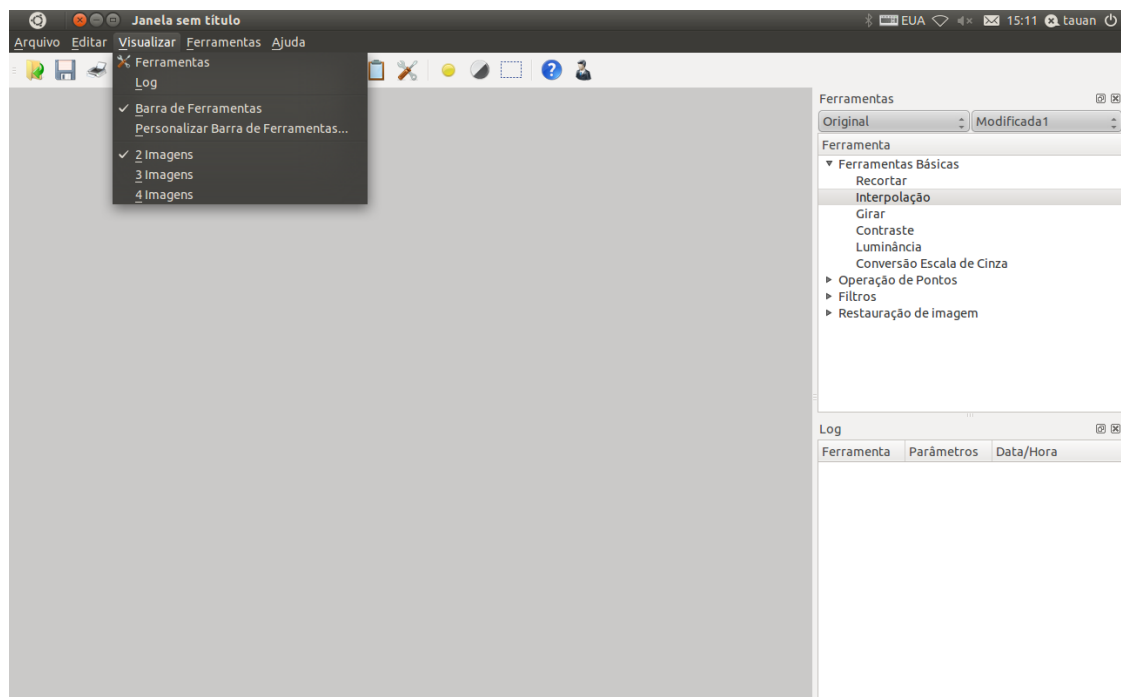 Janela sem título
EUA 15:11 tauan
Arquivo Editar Visualizar Ferramentas Ajuda
Ferramentas
Log
Barra de Ferramentas
Personalizar Barra de Ferramentas...
2 Imagens
3 Imagens
4 Imagens
Ferramentas
Original Modificada1
Ferramenta
Ferramentas Básicas
Recortar
Interpolação
Girar
Contraste
Luminância
Conversão Escala de Cinza
Operação de Pontos
Filtros
Restauração de imagem
Log
Ferramenta Parâmetros Data/Hora